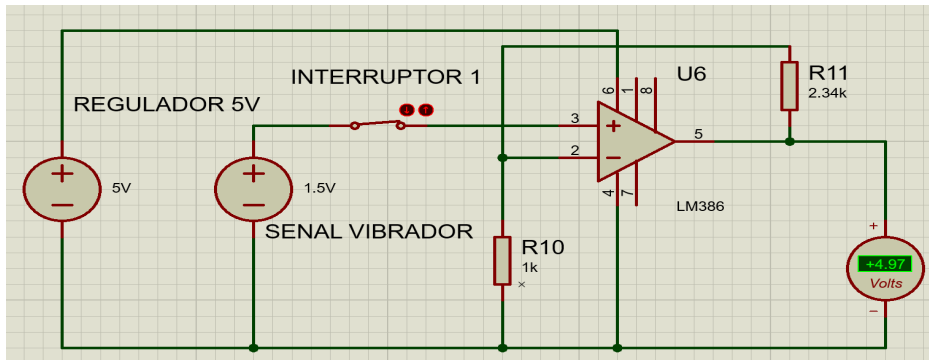 REGULADOR 5V
5V
INTERRUPTOR 1
1.5V
SENAL VIBRADOR
U6
6
1
8
3
2
5
4
7
LM386
R11
2.34k
R10
1k
+4.97
Volts